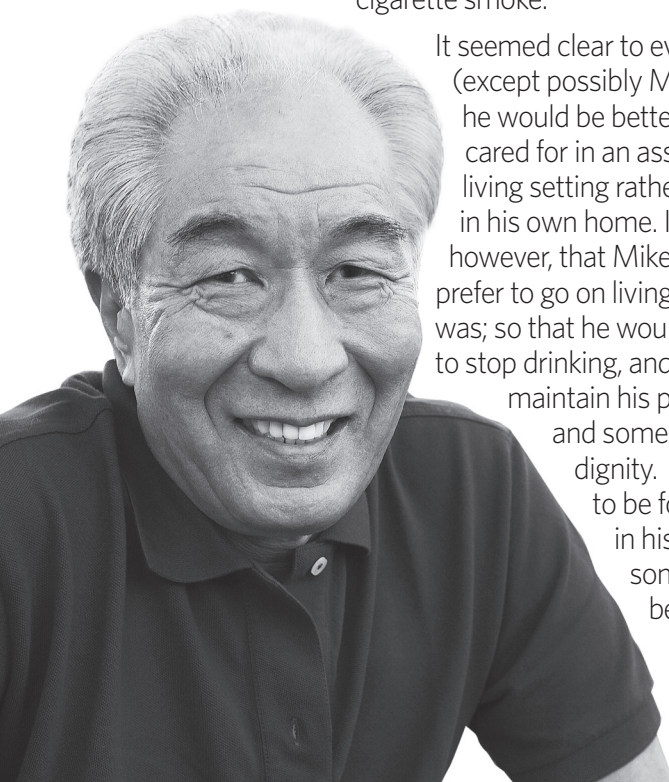 cigarette smoke.
It seemed clear to ev
(except possibly M
he would be bette
cared for in an ass
living setting rathe
in his own home. I
however, that Mike
prefer to go on living
was; so that he wou
to stop drinking, and
maintain his p
and some
dignity.
to be fo
in his
son
be